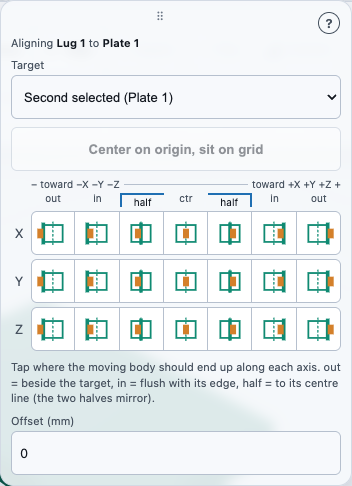 ?
Aligning Lug 1 to Plate 1
Target
Second selected (Plate 1)
Center on origin, sit on grid
− toward −X −Y −Z
toward +X +Y +Z +
out in half ctr half in out
X
Y
Z
Tap where the moving body should end up along each axis. out
= beside the target, in = flush with its edge, half = to its centre
line (the two halves mirror).
Offset (mm)
0